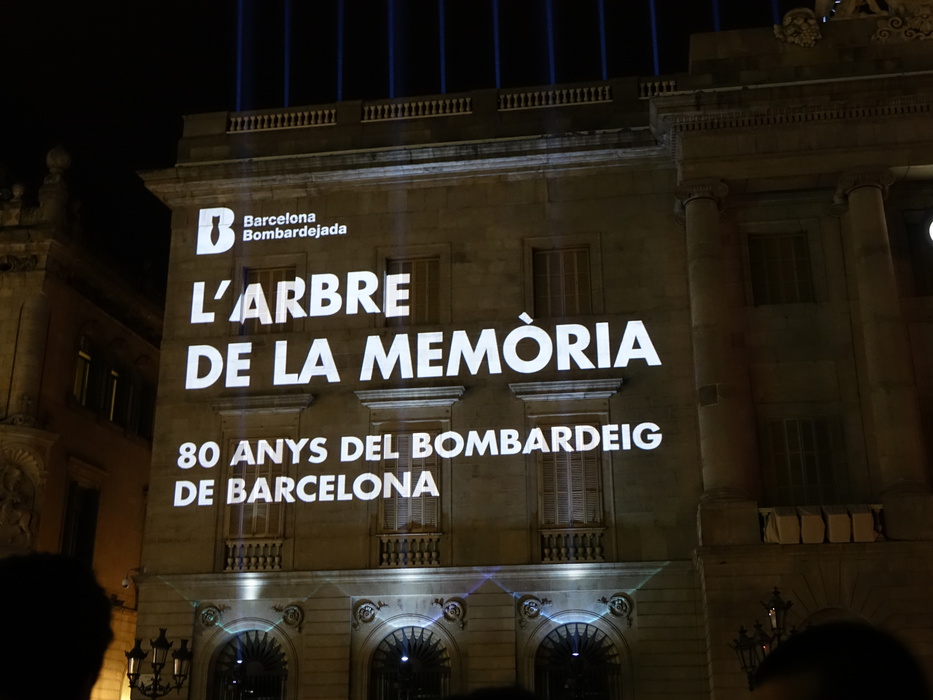 Barcelona
Bombardejada
L'ARBRE
DE LA MEMÒRIA
80 ANYS DEL BOMBARDEIG
DE BARCELONA